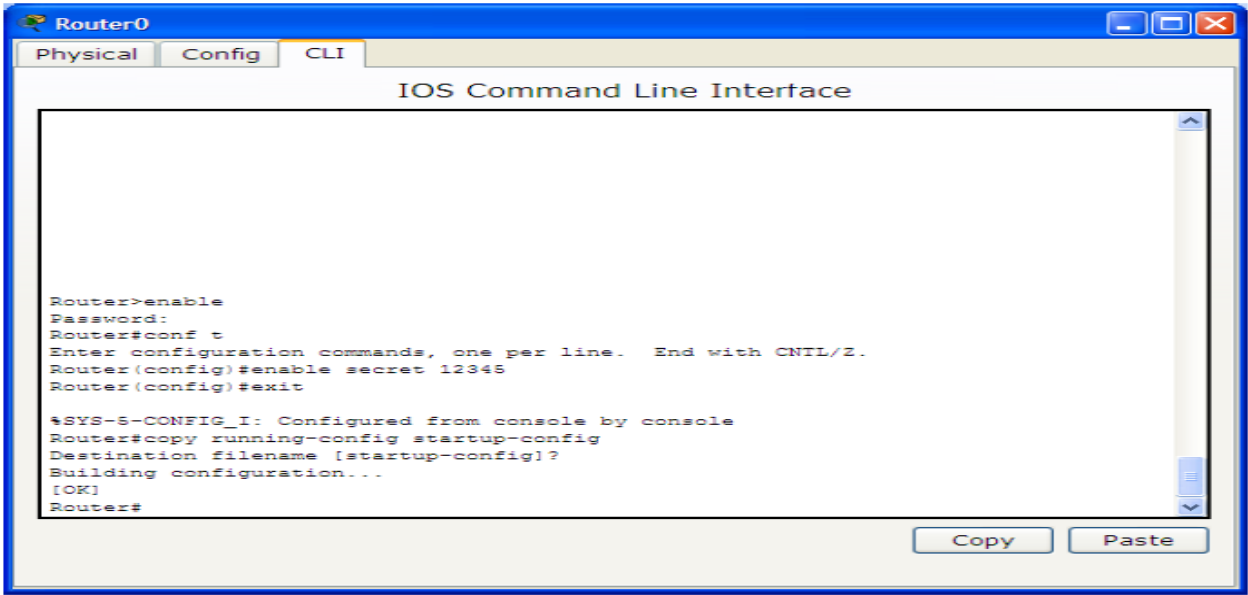 Router0
Physical Config CLI
IOS Command Line Interface
Router>enable
Password:
Router#conf t
Enter configuration commands, one per line.  End with CNTL/Z.
Router(config)#enable secret 12345
Router(config)#exit
%SYS-5-CONFIG_I: Configured from console by console
Router#copy running-config startup-config
Destination filename [startup-config]?
Building configuration...
[OK]
Router#
Copy Paste